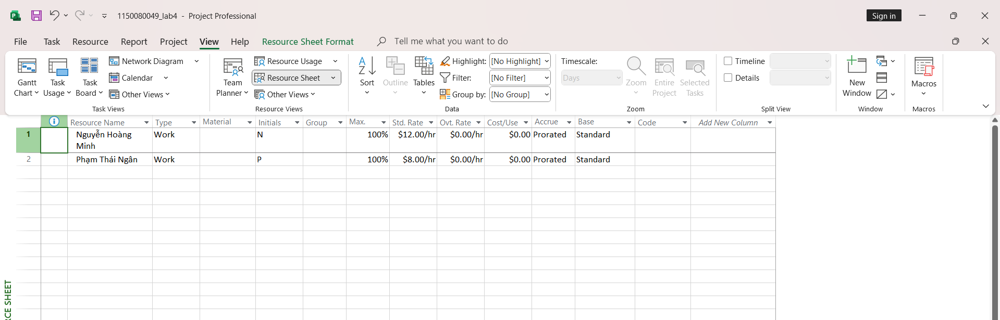 1150080049_lab4 - Project Professional
Sign in
File Task Resource Report Project View Help Resource Sheet Format Tell me what you want to do
Gantt Chart
Task Usage
Task Board
Network Diagram
Calendar
Other Views
Task Views
Team Planner
Resource Usage
Resource Sheet
Other Views
Resource Views
Sort
Outline
Tables
Highlight: [No Highlight]
Filter: [No Filter]
Group by: [No Group]
Data
Timescale:
Days
Zoom
Entire Project
Selected Tasks
Zoom
Timeline
Details
Split View
New Window
Window
Macros
Macros
Resource Name Type Material Initials Group Max. Std. Rate Ovt. Rate Cost/Use Accrue Base Code Add New Column
1 Nguyễn Hoàng Work N 100% $12.00/hr $0.00/hr $0.00 Prorated Standard
Minh
2 Phạm Thái Ngân Work P 100% $8.00/hr $0.00/hr $0.00 Prorated Standard
RCE SHEET